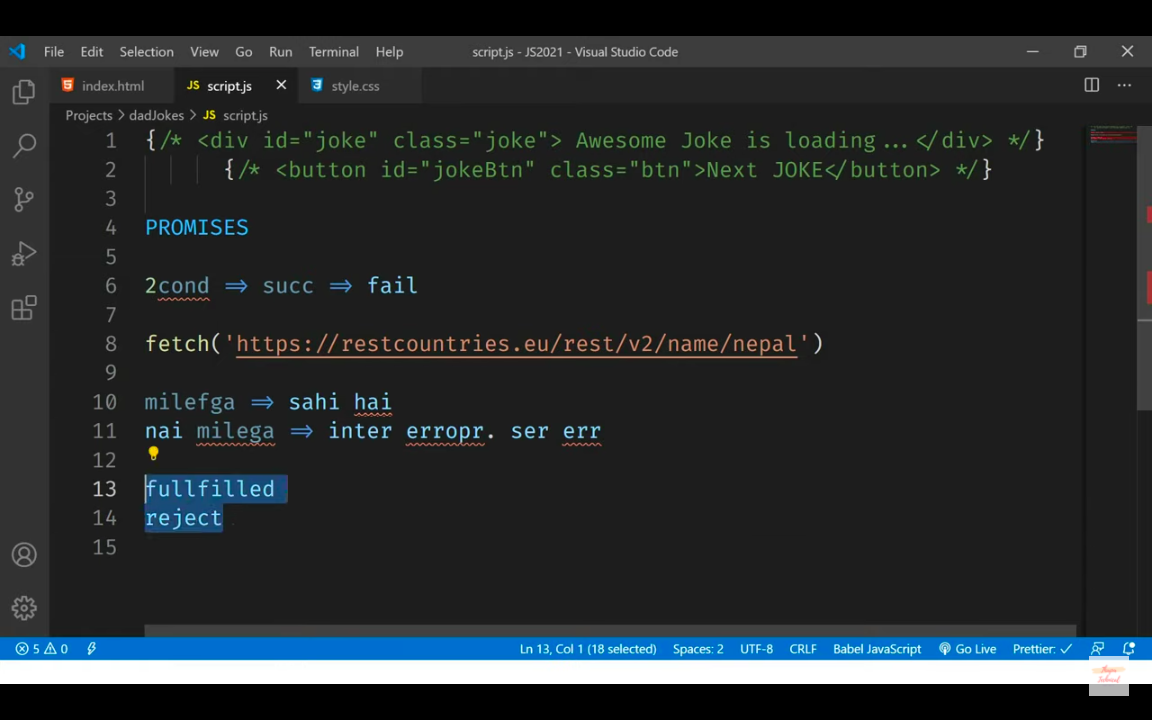 File Edit Selection View Go Run Terminal Help script.js - JS2021 - Visual Studio Code
index.html JS script.js style.css
Projects > dadJokes > JS script.js
1 {/* <div id="joke" class="joke"> Awesome Joke is loading...</div> */}
2 {/* <button id="jokeBtn" class="btn">Next JOKE</button> */}
3
4 PROMISES
5
6 2cond => succ => fail
7
8 fetch('https://restcountries.eu/rest/v2/name/nepal')
9
10 milefga => sahi hai
11 nai milega => inter erropr. ser err
12
13 fullfilled
14 reject
15
5 0 Ln 13, Col 1 (18 selected) Spaces: 2 UTF-8 CRLF Babel JavaScript Go Live Prettier: ✓